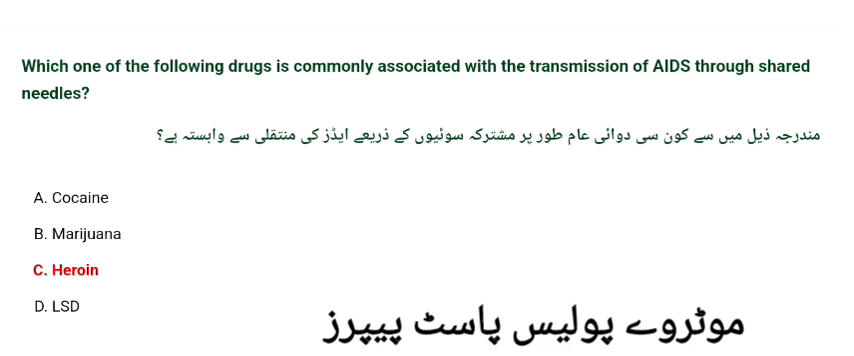 Which one of the following drugs is commonly associated with the transmission of AIDS through shared
needles?
مندرجہ ذیل میں سے کون سی دوائی عام طور پر مشترکہ سوئیوں کے ذریعے ایڈز کی منتقلی سے وابستہ ہے؟
A. Cocaine
B. Marijuana
C. Heroin
D. LSD
موٹروے پولیس پاسٹ پیپرز